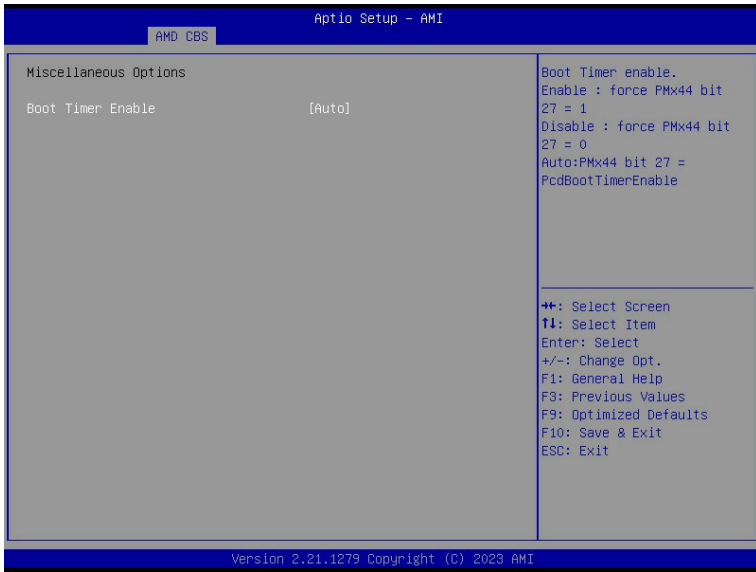 Aptio Setup – AMI
AMD CBS
Miscellaneous Options
Boot Timer Enable [Auto]
Boot Timer enable.
Enable : force PMx44 bit
27 = 1
Disable : force PMx44 bit
27 = 0
Auto:PMx44 bit 27 =
PcdBootTimerEnable
→←: Select Screen
↑↓: Select Item
Enter: Select
+/-: Change Opt.
F1: General Help
F3: Previous Values
F9: Optimized Defaults
F10: Save & Exit
ESC: Exit
Version 2.21.1279 Copyright (C) 2023 AMI